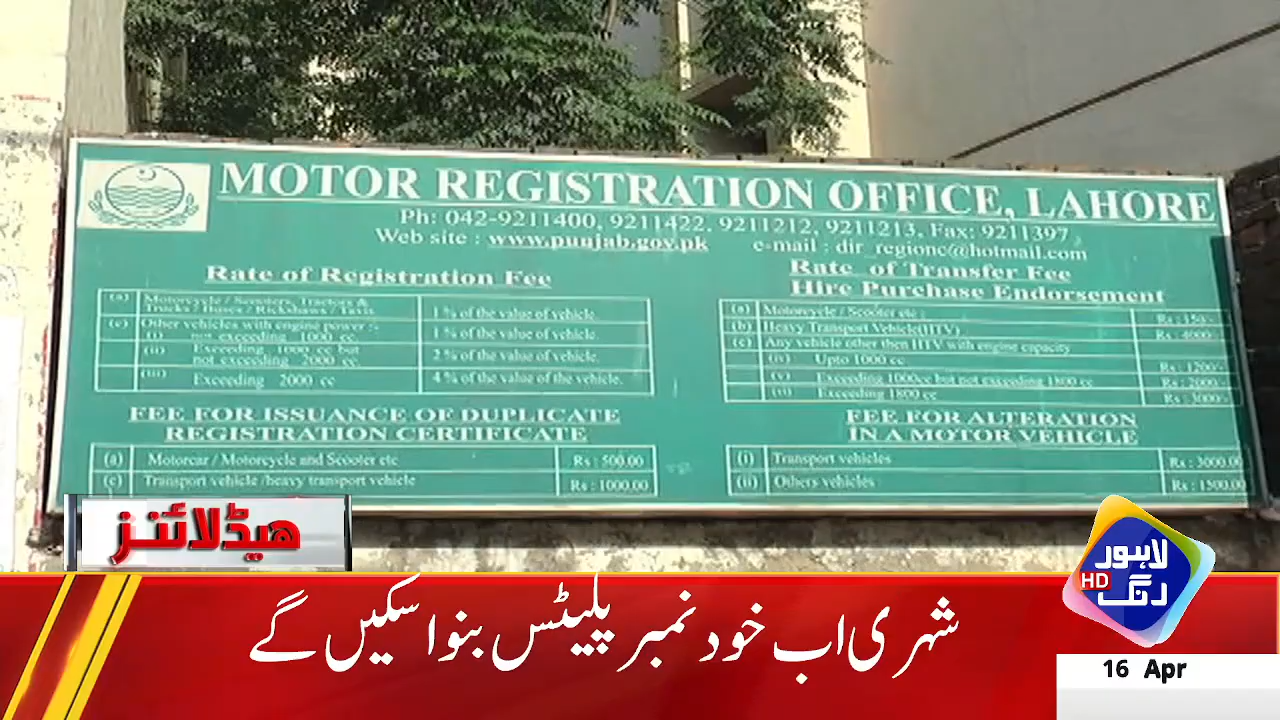 MOTOR REGISTRATION OFFICE, LAHORE
Ph: 042-9211400, 9211422, 9211212, 9211213, Fax: 9211397
Web site : www.punjab.gov.pk e-mail : dir_regionc@hotmail.com
Rate of Registration Fee
(a) Motorcycle / Scooters, Tractors &
Trucks / Buses / Rickshaws / Taxis 1 % of the value of vehicle.
(c) Other vehicles with engine power :-
(i) not exceeding 1000 cc. 1 % of the value of vehicle.
(ii) Exceeding 1000 cc but
not exceeding 2000 cc. 2 % of the value of vehicle.
(iii) Exceeding 2000 cc 4 % of the value of the vehicle.
Rate of Transfer Fee
Hire Purchase Endorsement
(a) Motorcycle / Scooter etc : Rs : 150/-
(b) Heavy Transport Vehicle(HTV) Rs : 4000/-
(c) Any vehicle other then HTV with engine capacity
(iv) Upto 1000 cc Rs : 1200/-
(v) Exceeding 1000cc but not exceeding 1800 cc Rs : 2000/-
Exceeding 1800 cc Rs : 3000/-
FEE FOR ISSUANCE OF DUPLICATE
REGISTRATION CERTIFICATE
(a) Motorcar / Motorcycle and Scooter etc Rs : 500.00
(c) Transport vehicle /heavy transport vehicle Rs : 1000.00
FEE FOR ALTERATION
IN A MOTOR VEHICLE
(i) Transport vehicles Rs : 3000.00
(ii) Others vehicles Rs : 1500.00
ہیڈلائنز
لاہور
رنگ HD
شہری اب خود نمبر پلیٹس بنوا سکیں گے
16 Apr